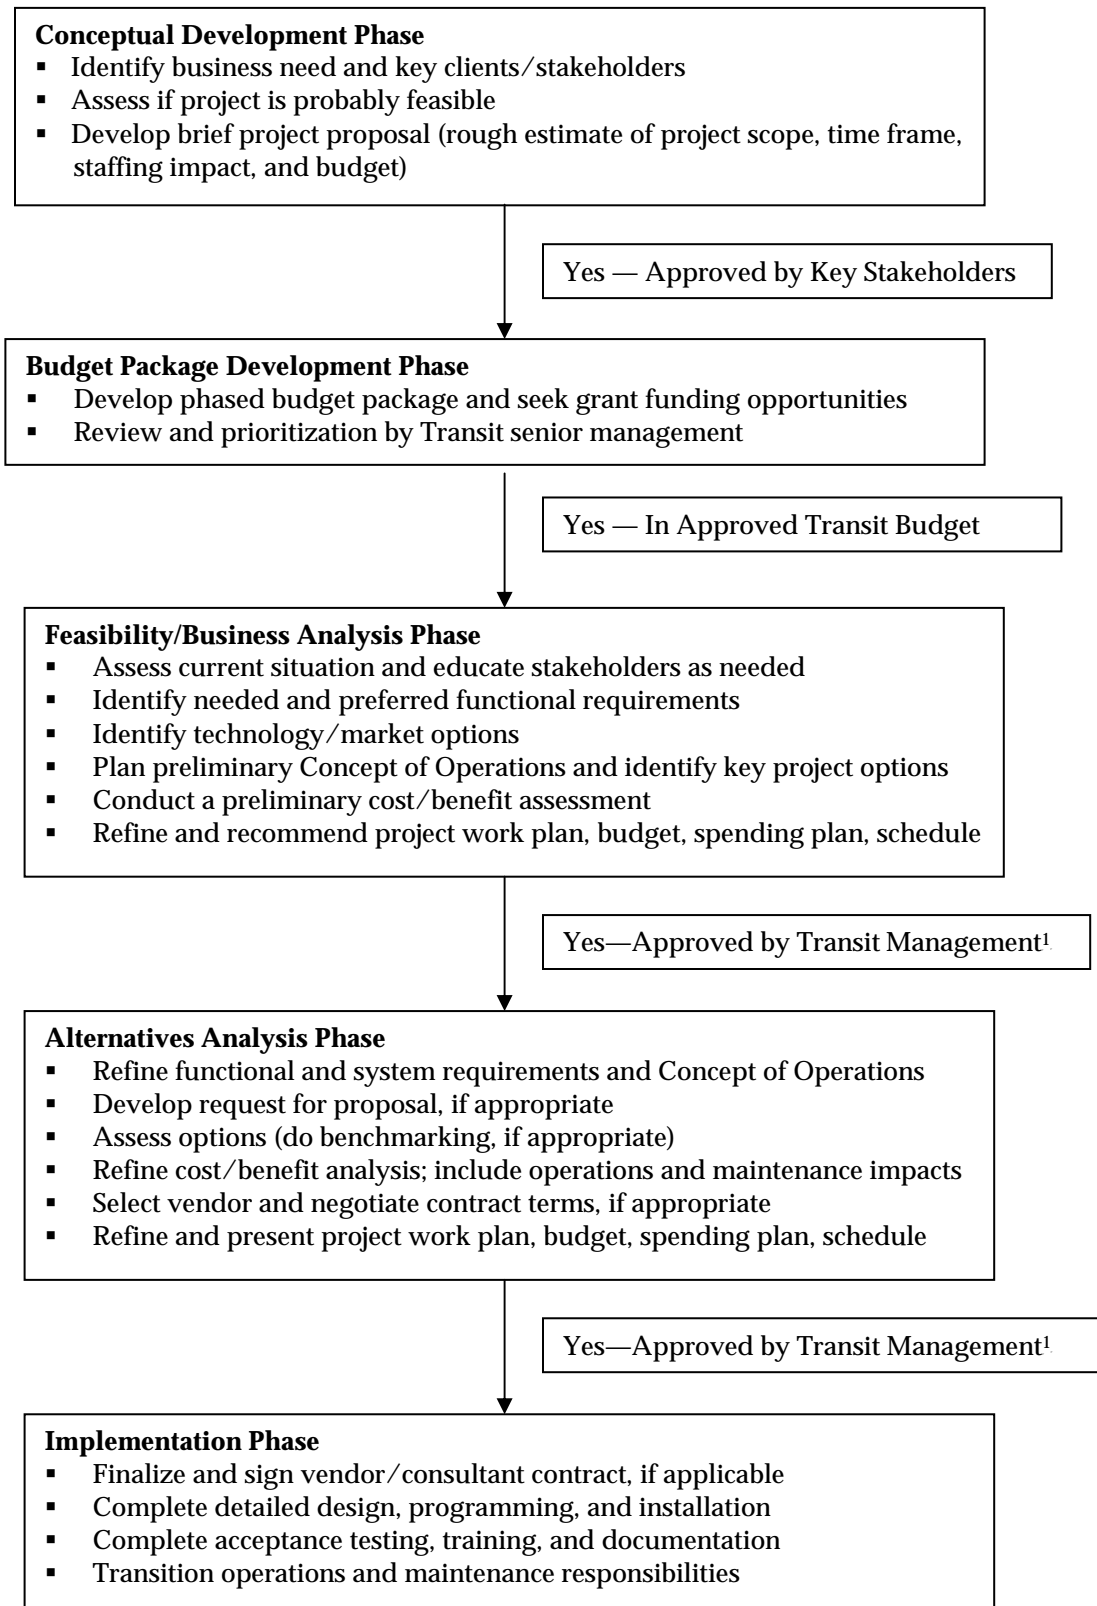 Conceptual Development Phase
▪ Identify business need and key clients/stakeholders
▪ Assess if project is probably feasible
▪ Develop brief project proposal (rough estimate of project scope, time frame,
staffing impact, and budget)
Yes — Approved by Key Stakeholders
Budget Package Development Phase
▪ Develop phased budget package and seek grant funding opportunities
▪ Review and prioritization by Transit senior management
Yes — In Approved Transit Budget
Feasibility/Business Analysis Phase
▪ Assess current situation and educate stakeholders as needed
▪ Identify needed and preferred functional requirements
▪ Identify technology/market options
▪ Plan preliminary Concept of Operations and identify key project options
▪ Conduct a preliminary cost/benefit assessment
▪ Refine and recommend project work plan, budget, spending plan, schedule
Yes—Approved by Transit Management¹.
Alternatives Analysis Phase
▪ Refine functional and system requirements and Concept of Operations
▪ Develop request for proposal, if appropriate
▪ Assess options (do benchmarking, if appropriate)
▪ Refine cost/benefit analysis; include operations and maintenance impacts
▪ Select vendor and negotiate contract terms, if appropriate
▪ Refine and present project work plan, budget, spending plan, schedule
Yes—Approved by Transit Management¹.
Implementation Phase
▪ Finalize and sign vendor/consultant contract, if applicable
▪ Complete detailed design, programming, and installation
▪ Complete acceptance testing, training, and documentation
▪ Transition operations and maintenance responsibilities